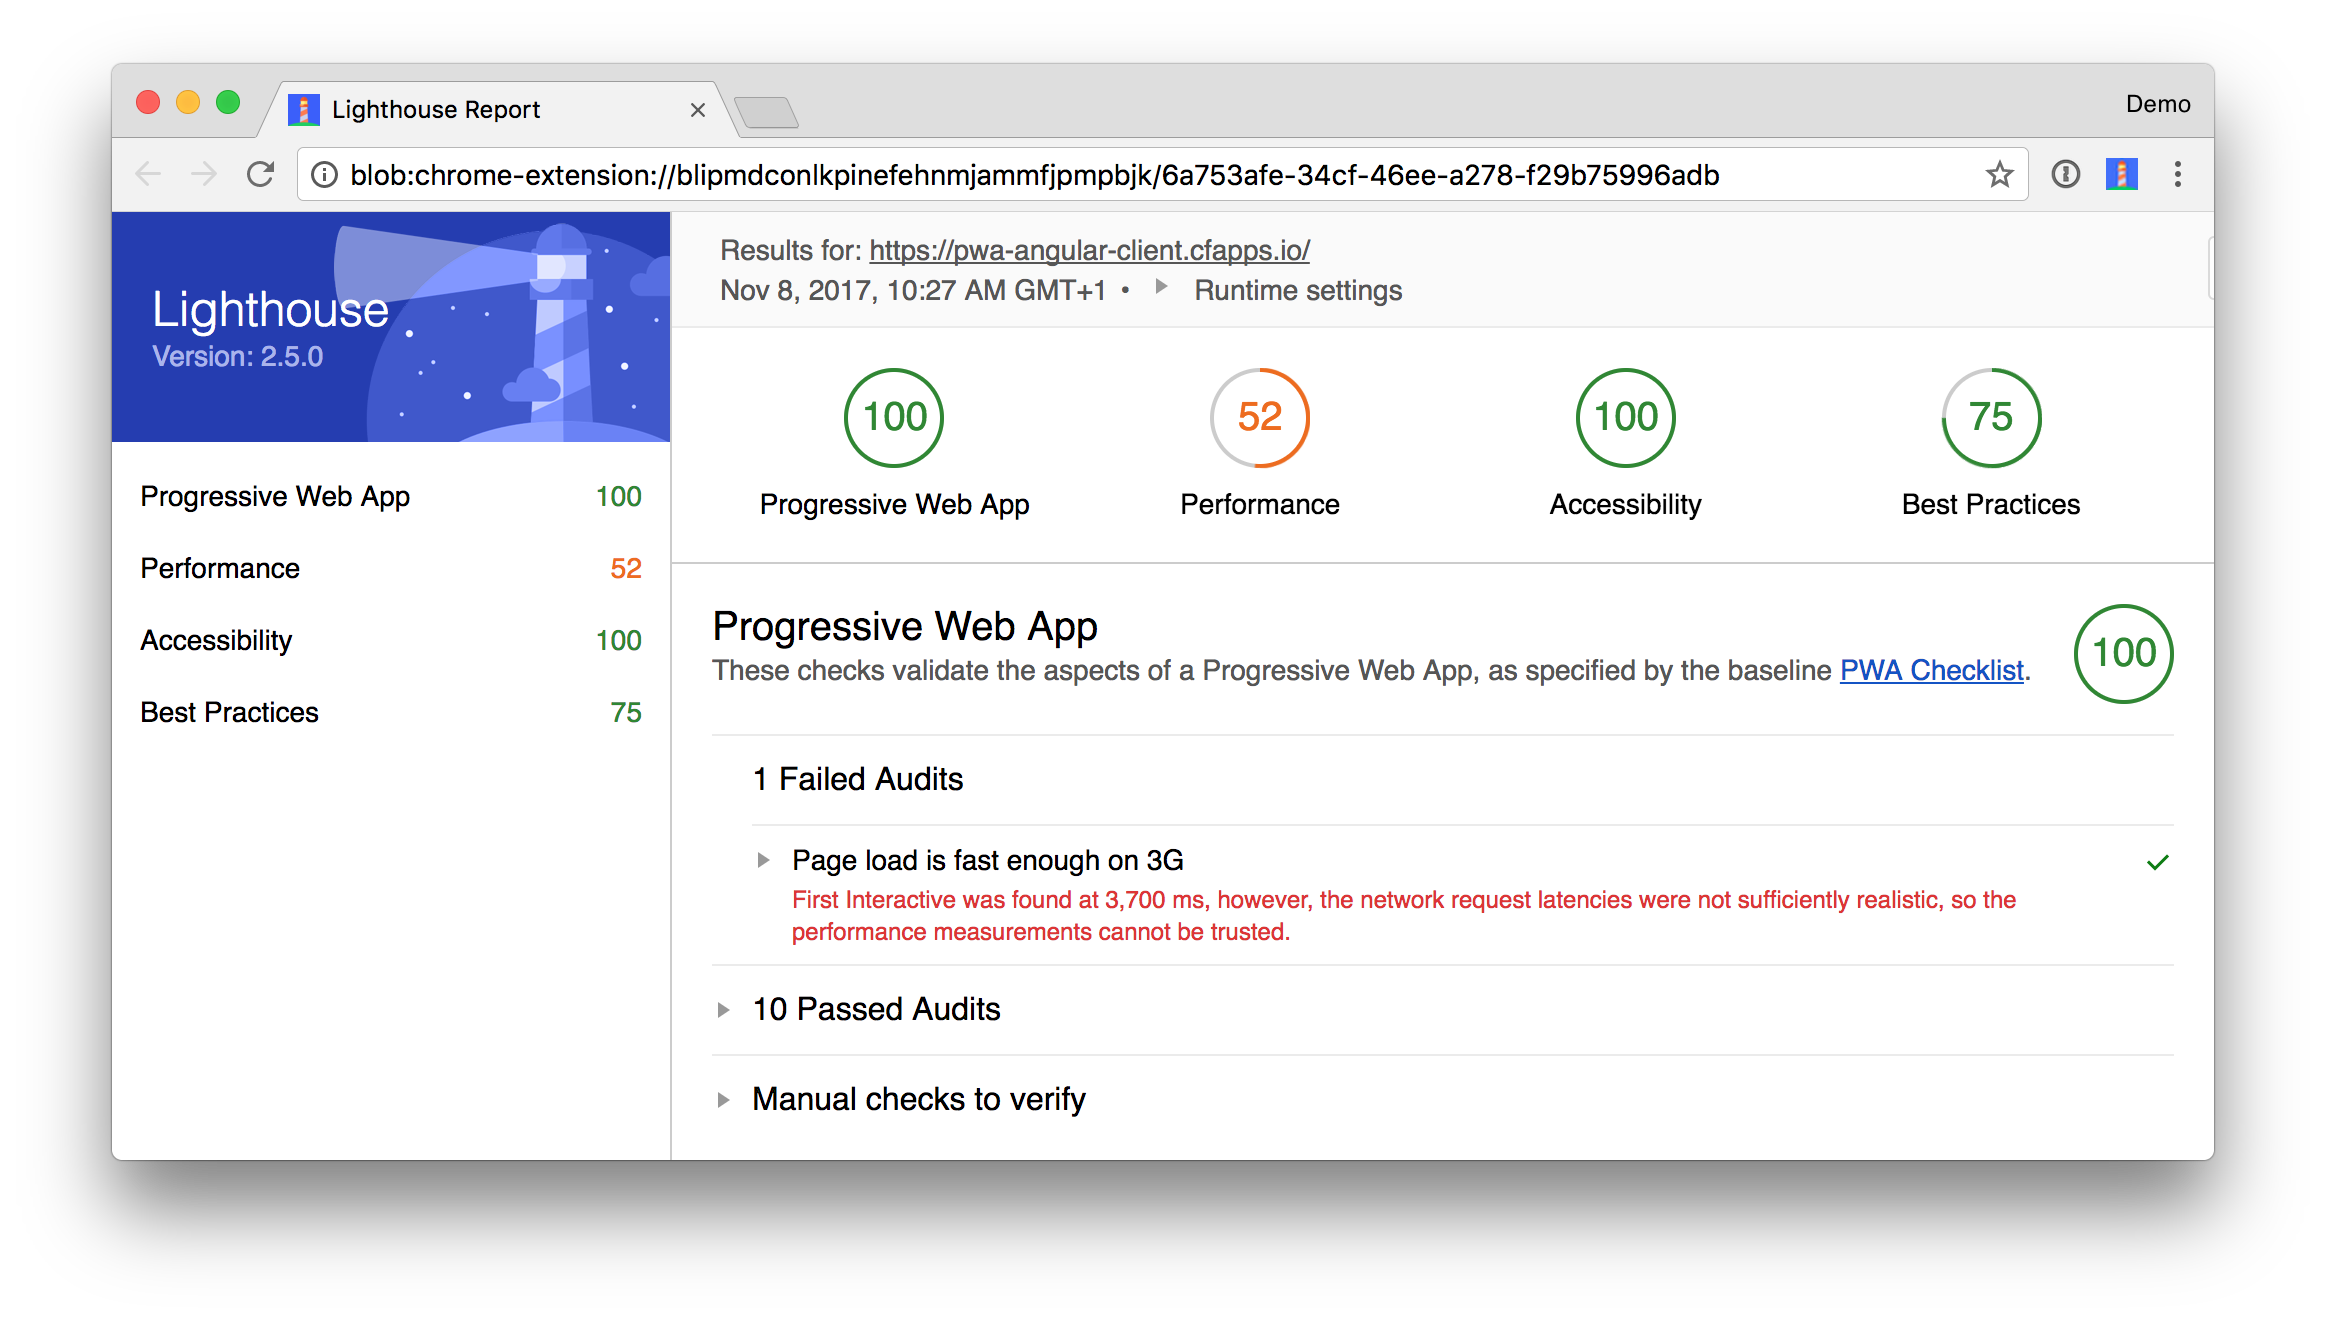 Lighthouse Report
Demo
blob:chrome-extension://blipmdconlkpinefehnmjammfjpmpbjk/6a753afe-34cf-46ee-a278-f29b75996adb
Lighthouse
Version: 2.5.0
Progressive Web App 100
Performance 52
Accessibility 100
Best Practices 75
Results for: https://pwa-angular-client.cfapps.io/
Nov 8, 2017, 10:27 AM GMT+1 • Runtime settings
100 52 100 75
Progressive Web App Performance Accessibility Best Practices
Progressive Web App
These checks validate the aspects of a Progressive Web App, as specified by the baseline PWA Checklist.
100
1 Failed Audits
Page load is fast enough on 3G
First Interactive was found at 3,700 ms, however, the network request latencies were not sufficiently realistic, so the
performance measurements cannot be trusted.
10 Passed Audits
Manual checks to verify